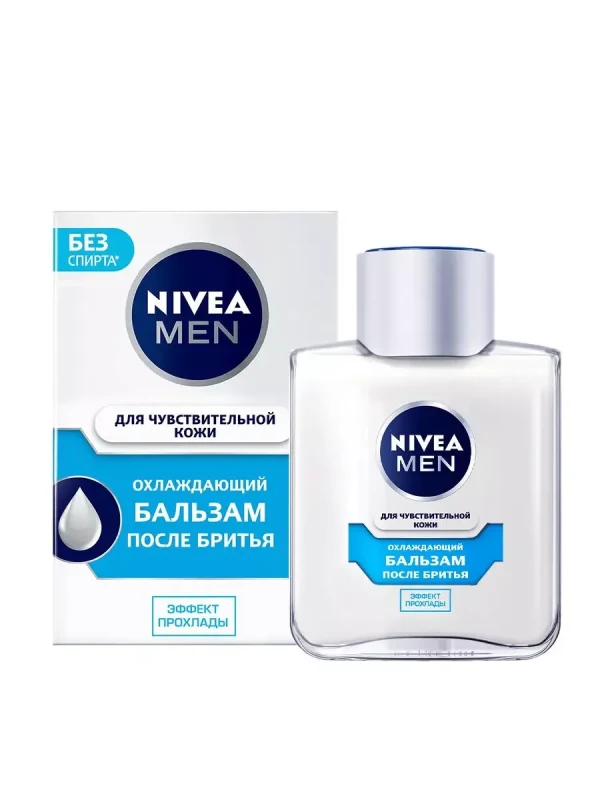 БЕЗ
СПИРТА*
NIVEA
MEN
ДЛЯ ЧУВСТВИТЕЛЬНОЙ
КОЖИ
ОХЛАЖДАЮЩИЙ
БАЛЬЗАМ
ПОСЛЕ БРИТЬЯ
ЭФФЕКТ
ПРОХЛАДЫ
NIVEA
MEN
ДЛЯ ЧУВСТВИТЕЛЬНОЙ
КОЖИ
ОХЛАЖДАЮЩИЙ
БАЛЬЗАМ
ПОСЛЕ БРИТЬЯ
ЭФФЕКТ
ПРОХЛАДЫ